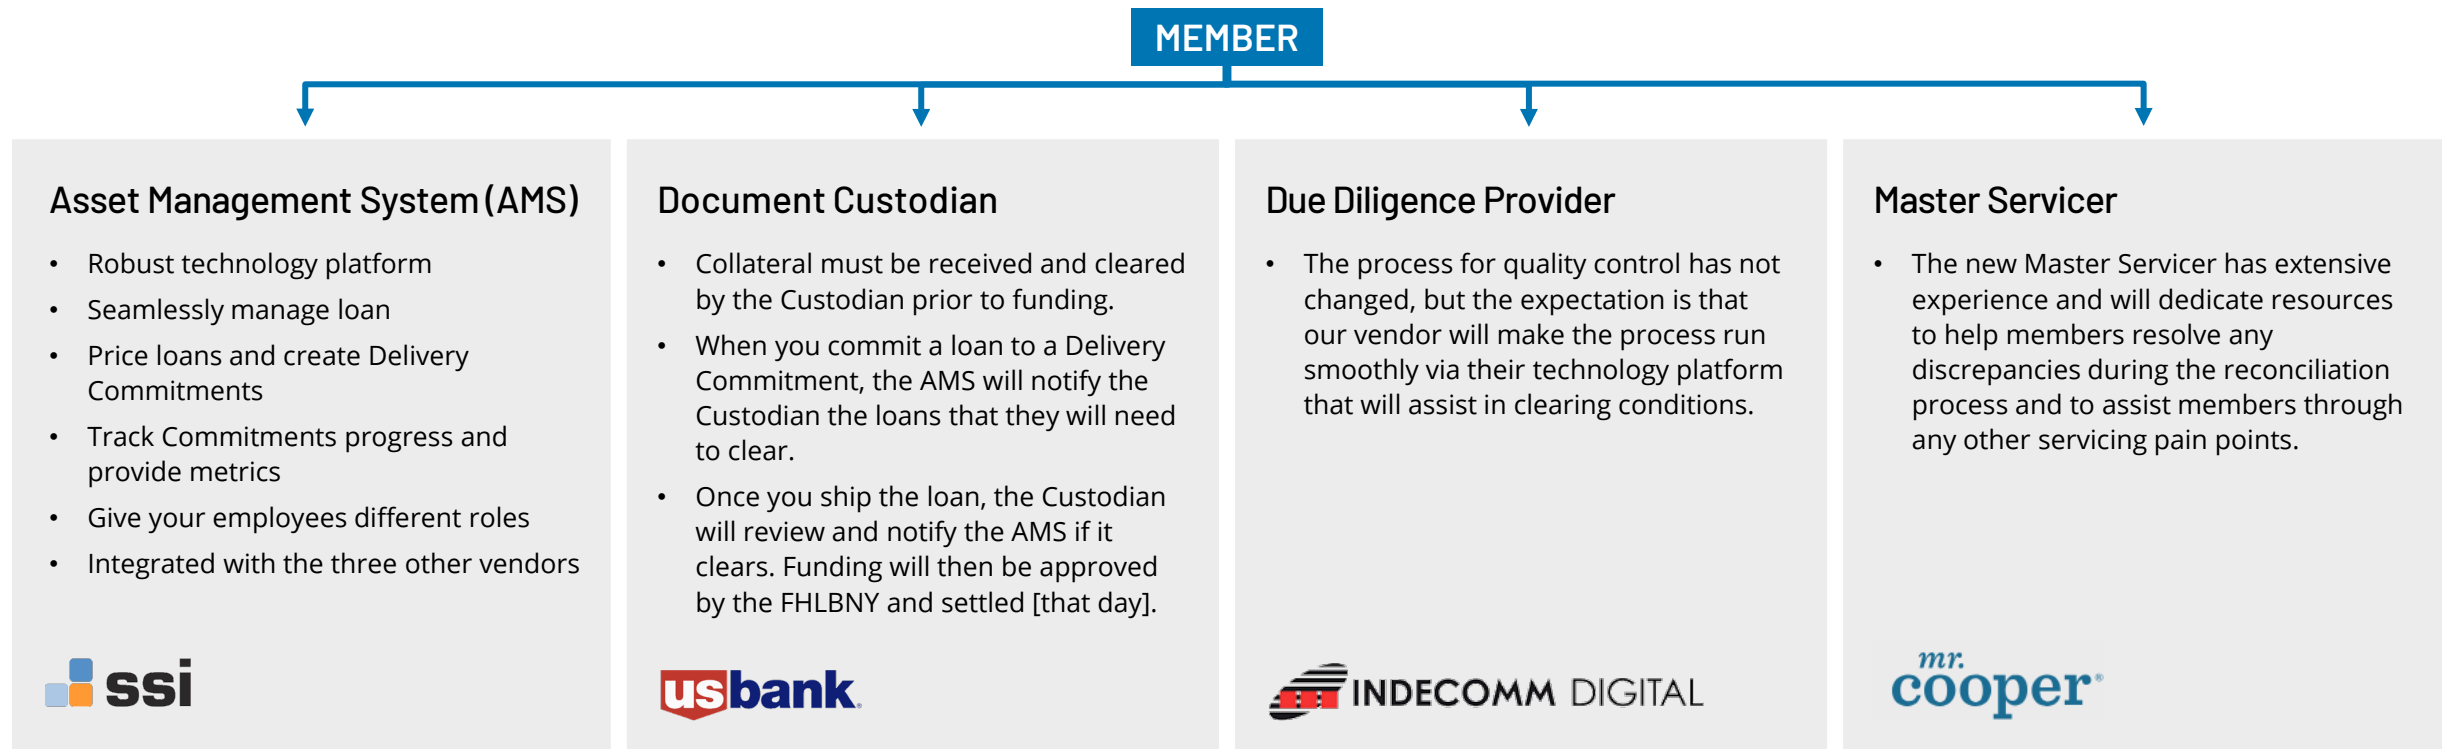 MEMBER
Asset Management System (AMS)
• Robust technology platform
• Seamlessly manage loan
• Price loans and create Delivery
Commitments
• Track Commitments progress and
provide metrics
• Give your employees different roles
• Integrated with the three other vendors
ssi
Document Custodian
• Collateral must be received and cleared
by the Custodian prior to funding.
• When you commit a loan to a Delivery
Commitment, the AMS will notify the
Custodian the loans that they will need
to clear.
• Once you ship the loan, the Custodian
will review and notify the AMS if it
clears. Funding will then be approved
by the FHLBNY and settled [that day].
usbank.
Due Diligence Provider
• The process for quality control has not
changed, but the expectation is that
our vendor will make the process run
smoothly via their technology platform
that will assist in clearing conditions.
INDECOMM DIGITAL
Master Servicer
• The new Master Servicer has extensive
experience and will dedicate resources
to help members resolve any
discrepancies during the reconciliation
process and to assist members through
any other servicing pain points.
mr.
cooper®